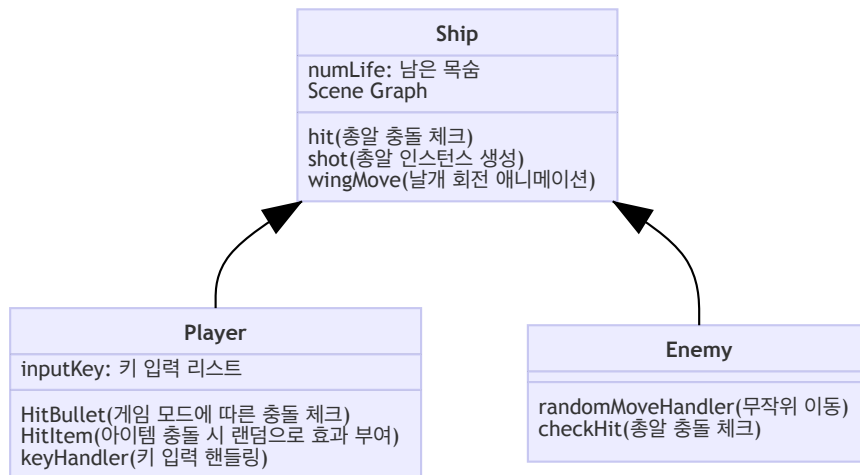 Ship
numLife: 남은 목숨
Scene Graph
hit(총알 충돌 체크)
shot(총알 인스턴스 생성)
wingMove(날개 회전 애니메이션)
Player
inputKey: 키 입력 리스트
HitBullet(게임 모드에 따른 충돌 체크)
HitItem(아이템 충돌 시 랜덤으로 효과 부여)
keyHandler(키 입력 핸들링)
Enemy
randomMoveHandler(무작위 이동)
checkHit(총알 충돌 체크)